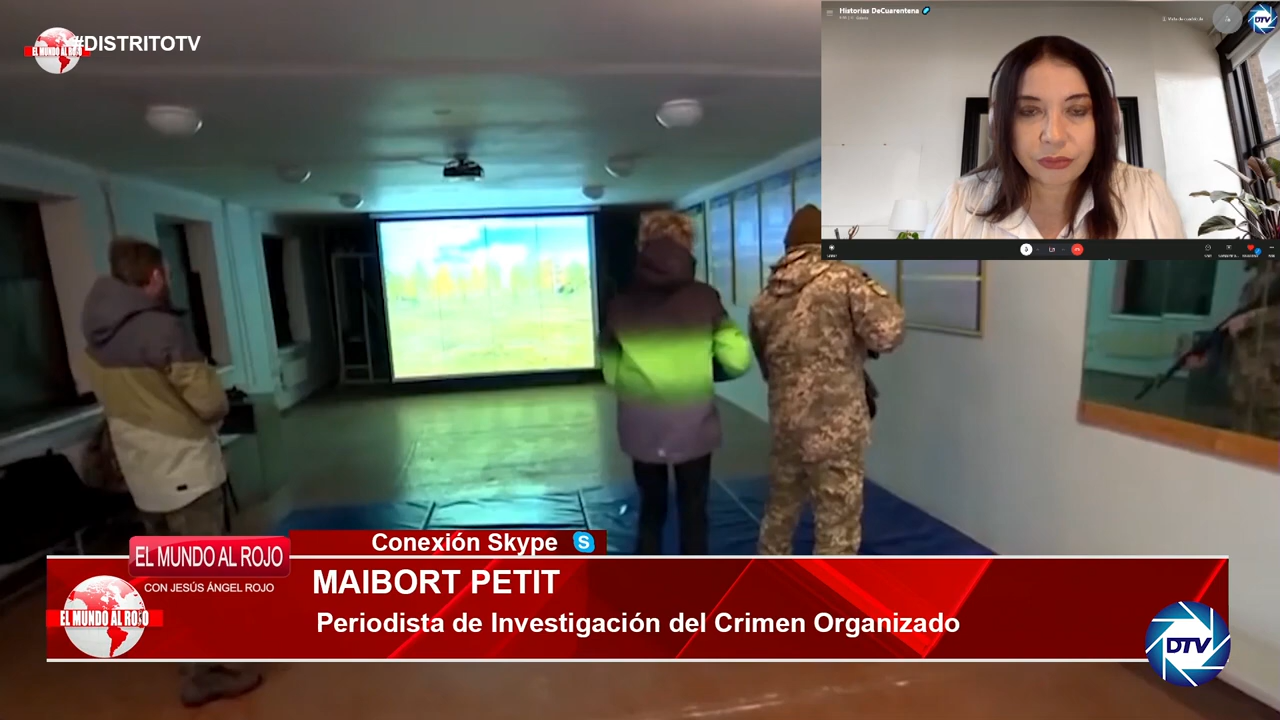 #DISTRITOTV
EL MUNDO AL ROJO
Historias DeCuarentena
DTV
Conexión Skype
EL MUNDO AL ROJO
CON JESÚS ÁNGEL ROJO
EL MUNDO AL ROJO
MAIBORT PETIT
Periodista de Investigación del Crimen Organizado
DTV